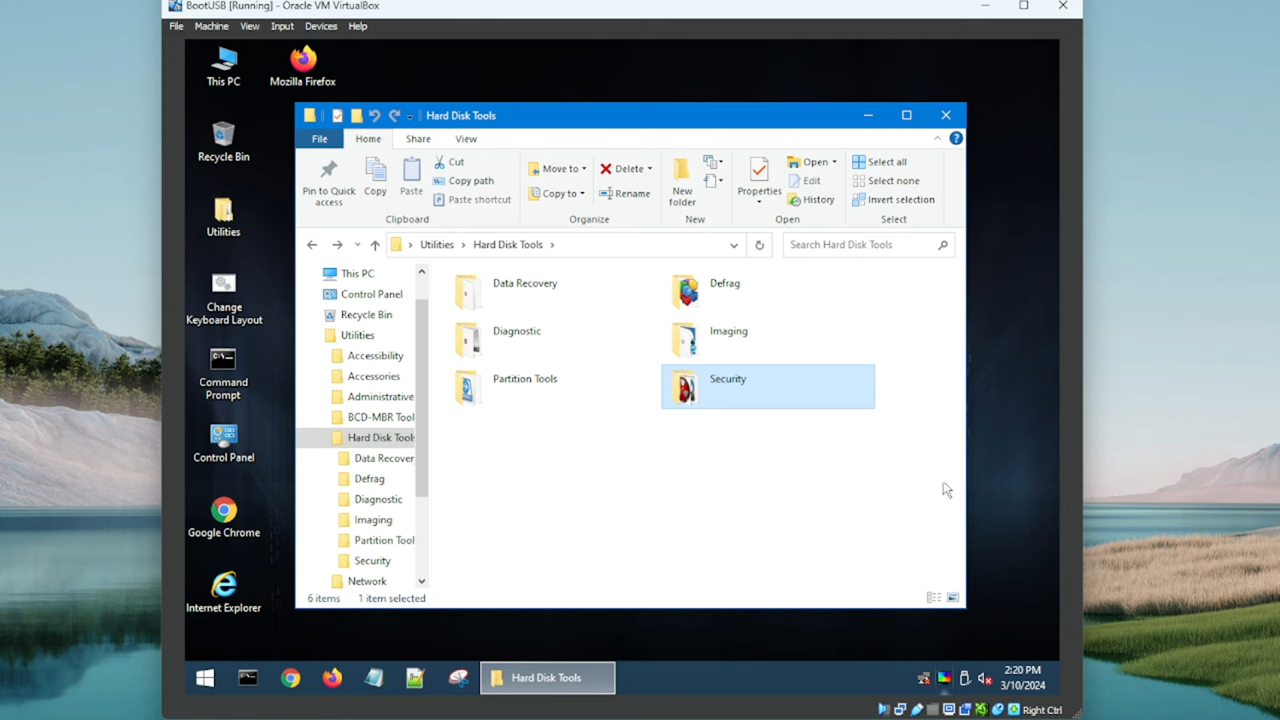 BootUSB [Running] - Oracle VM VirtualBox
File Machine View Input Devices Help
This PC
Mozilla Firefox
Recycle Bin
Utilities
Change
Keyboard Layout
Command
Prompt
Control Panel
Google Chrome
Internet Explorer
Hard Disk Tools
File Home Share View
Pin to Quick
access
Copy
Paste
Cut
Copy path
Paste shortcut
Clipboard
Move to
Copy to
Delete
Rename
Organize
New
folder
New
Properties
Open
Edit
History
Open
Select all
Select none
Invert selection
Select
Utilities > Hard Disk Tools >
Search Hard Disk Tools
This PC
Control Panel
Recycle Bin
Utilities
Accessibility
Accessories
Administrative
BCD-MBR Tool
Hard Disk Tools
Data Recover
Defrag
Diagnostic
Imaging
Partition Tool
Security
Network
Data Recovery
Defrag
Diagnostic
Imaging
Partition Tools
Security
6 items 1 item selected
Hard Disk Tools
2:20 PM
3/10/2024
Right Ctrl